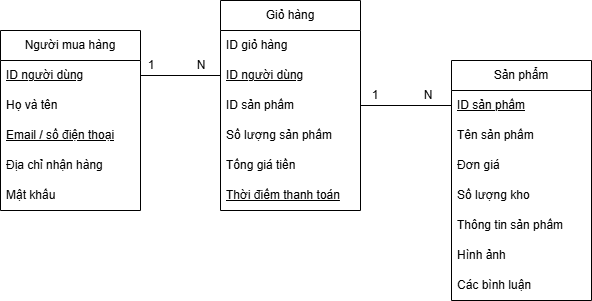 Người mua hàng
ID người dùng
Họ và tên
Email / số điện thoại
Địa chỉ nhận hàng
Mật khẩu
1
N
Giỏ hàng
ID giỏ hàng
ID người dùng
ID sản phẩm
Số lượng sản phẩm
Tổng giá tiền
Thời điểm thanh toán
1
N
Sản phẩm
ID sản phẩm
Tên sản phẩm
Đơn giá
Số lượng kho
Thông tin sản phẩm
Hình ảnh
Các bình luận